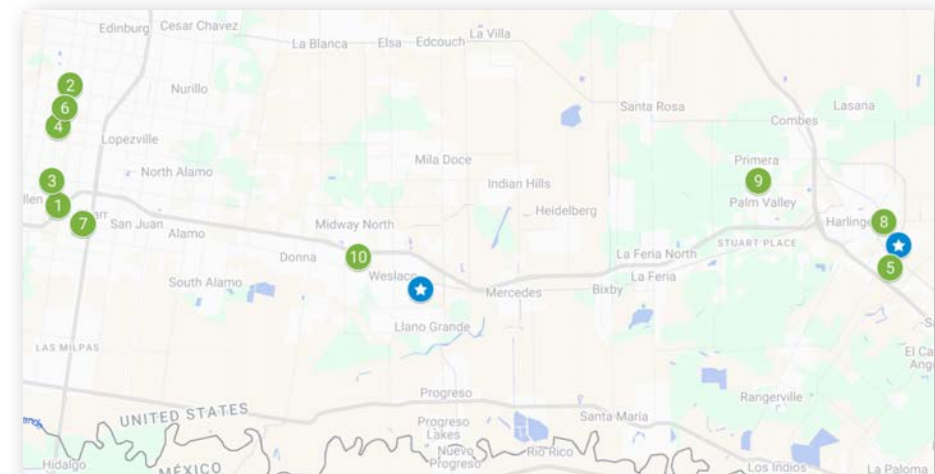 Edinburg
Cesar Chavez
La Blanca
Elsa
Edcouch
La Villa
2
Nurillo
6
4
Lopezville
Santa Rosa
Lasana
Combes
Mila Doce
North Alamo
Primera
3
Indian Hills
9
llen
1
Palm Valley
7
San Juan
Alamo
Midway North
Heidelberg
8
STUART PLACE
Donna
10
La Feria North
Weslaco
5
South Alamo
La Feria
Mercedes
Bixby
Llano Grande
LAS MILPAS
Progreso
Rangerville
UNITED STATES
Santa Maria
Progreso
Lakes
Nuevo
Progreso
Rio Rico
Hidalgo
MÉXICO
Los Indios
La Paloma